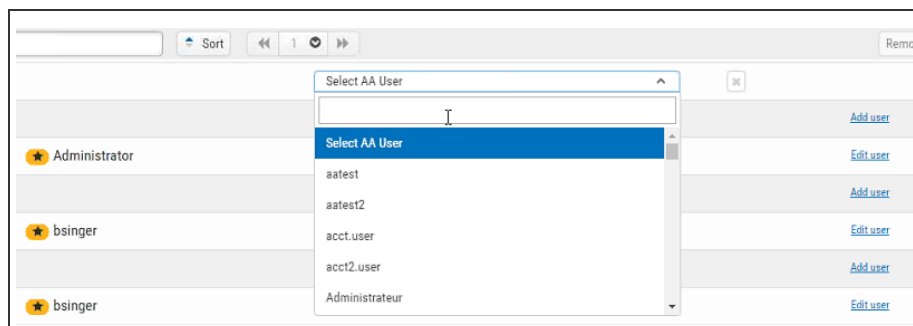 Sort 1
Select AA User
Add user
Select AA User
Administrator Edit user
aatest
Add user
aatest2
bsinger Edit user
acct.user
acct2.user Add user
Administrateur
bsinger Edit user